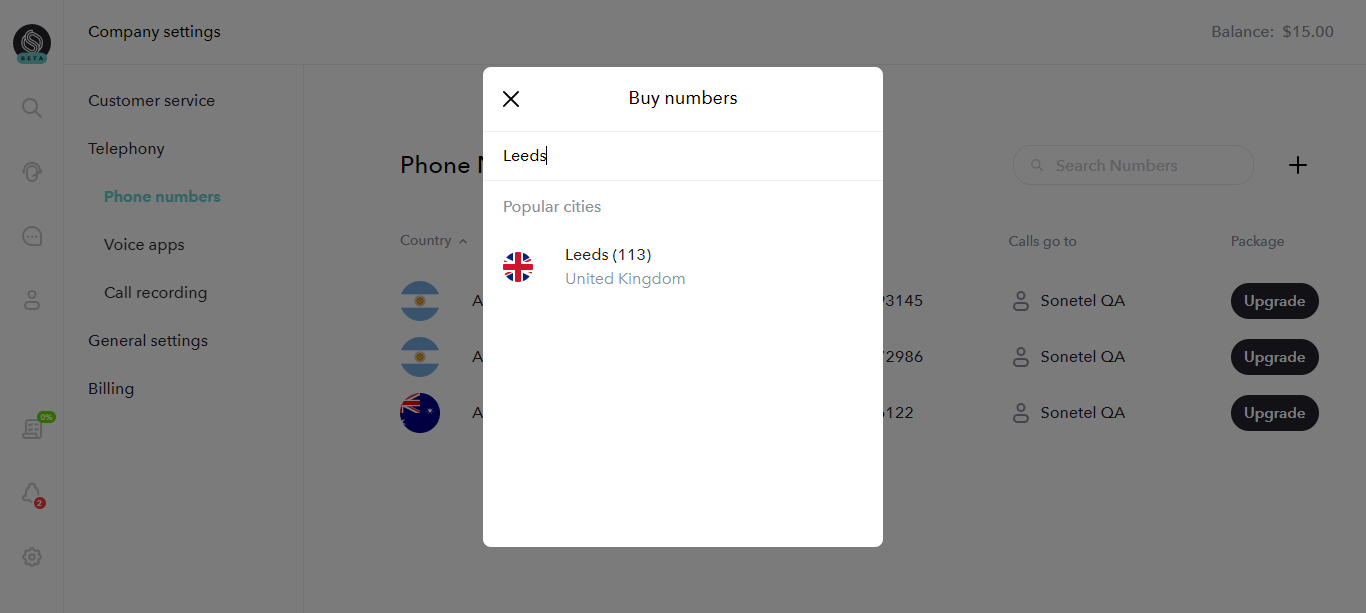 Company settings
Balance: $15.00
BETA
Customer service
Telephony
Phone numbers
Voice apps
Call recording
General settings
Billing
0%
2
Phone
Search Numbers
Country
Calls go to
Package
3145
Sonetel QA
Upgrade
2986
Sonetel QA
Upgrade
122
Sonetel QA
Upgrade
Buy numbers
Leeds
Popular cities
Leeds (113)
United Kingdom